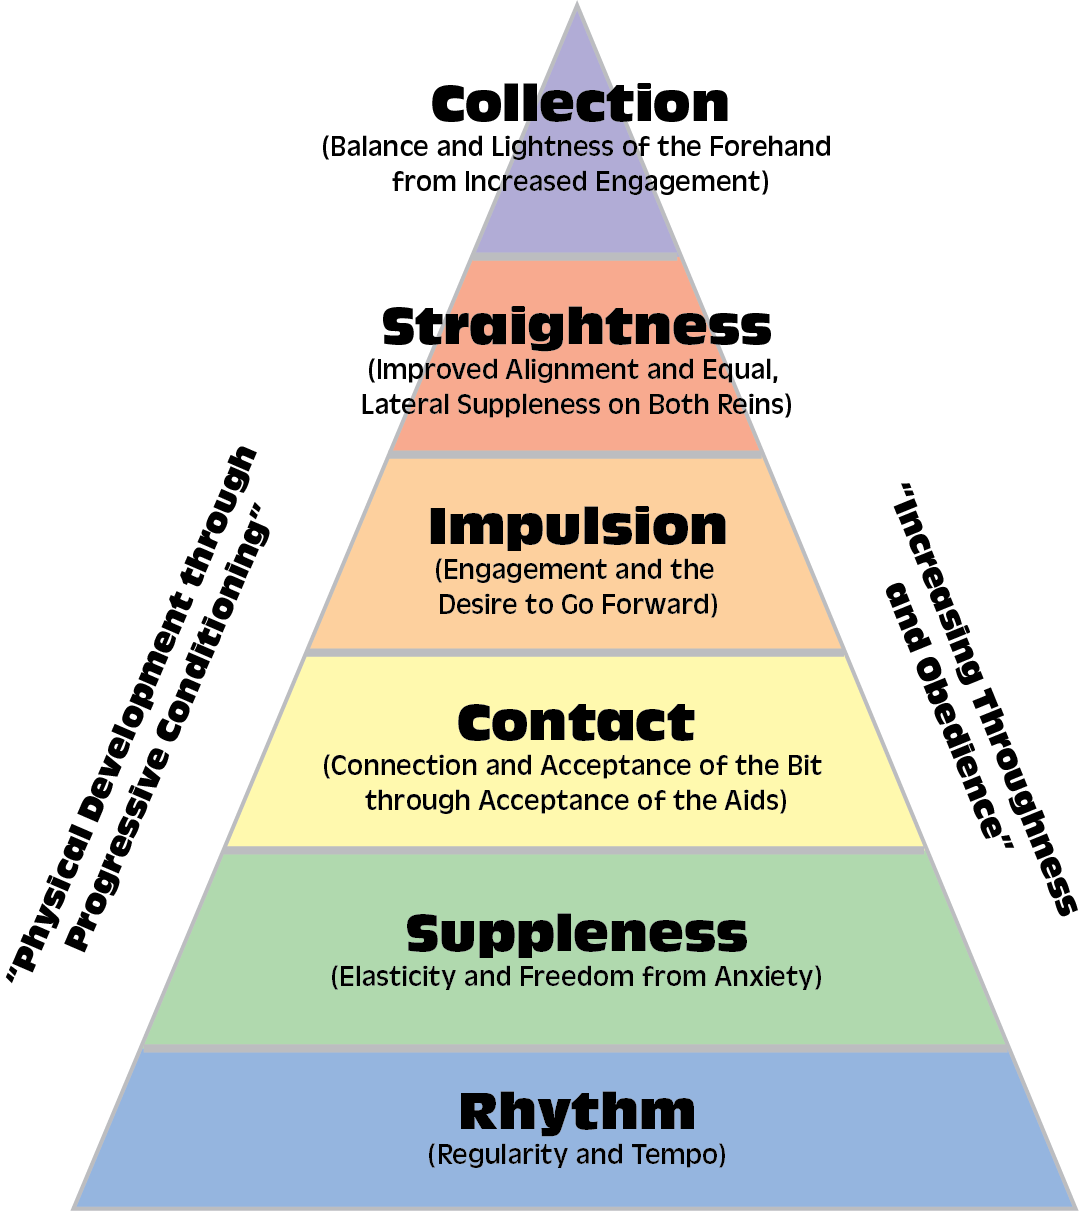 Collection
(Balance and Lightness of the Forehand
from Increased Engagement)
Straightness
(Improved Alignment and Equal,
Lateral Suppleness on Both Reins)
Impulsion
(Engagement and the
Desire to Go Forward)
Contact
(Connection and Acceptance of the Bit
through Acceptance of the Aids)
Suppleness
(Elasticity and Freedom from Anxiety)
Rhythm
(Regularity and Tempo)
“Physical Development through
Progressive Conditioning”
“Increasing Throughness
and Obedience”